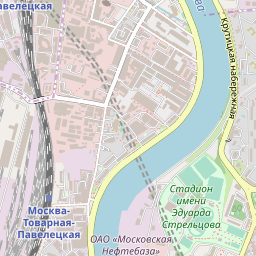 Павелецкая
Крутицкая набережная
Стадион
имени
Эдуарда
Стрельцова
Москва-
Товарная-
Павелецкая
ОАО «Московская
Нефтебаза»